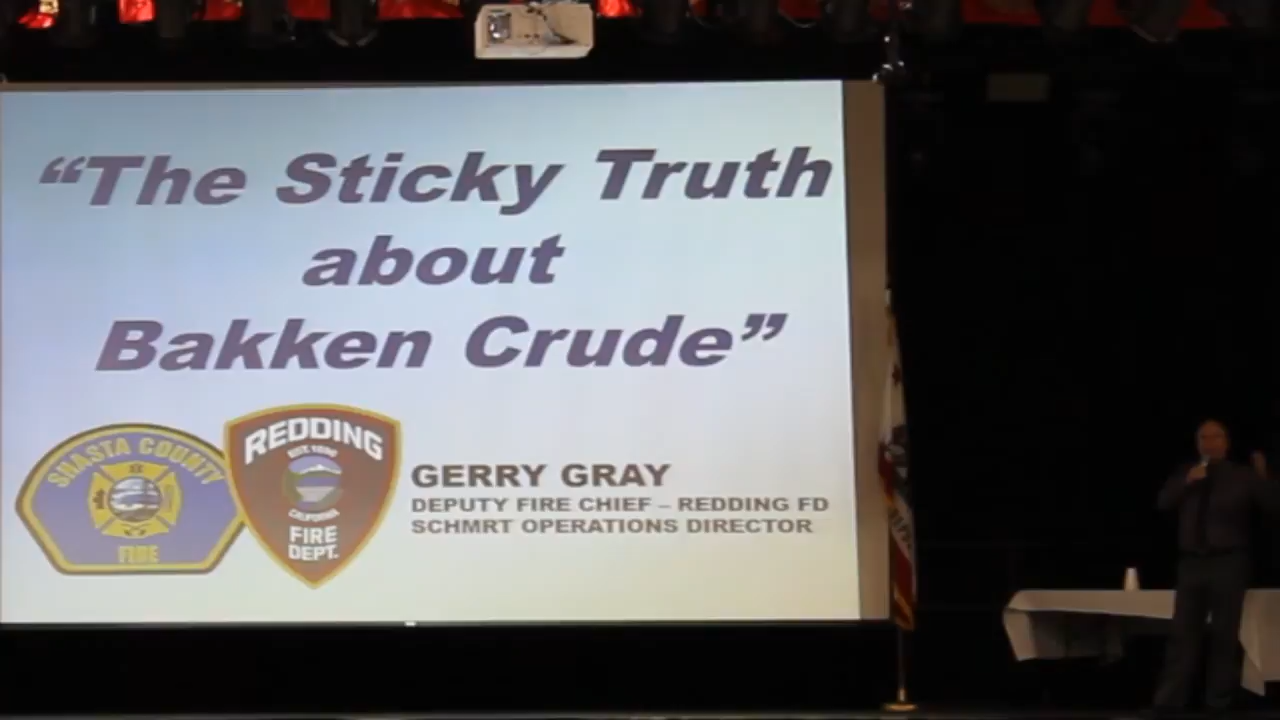 “The Sticky Truth
about
Bakken Crude”
SHASTA COUNTY
FIRE
REDDING
CALIFORNIA
FIRE
DEPT.
GERRY GRAY
DEPUTY FIRE CHIEF – REDDING FD
SCHMRT OPERATIONS DIRECTOR